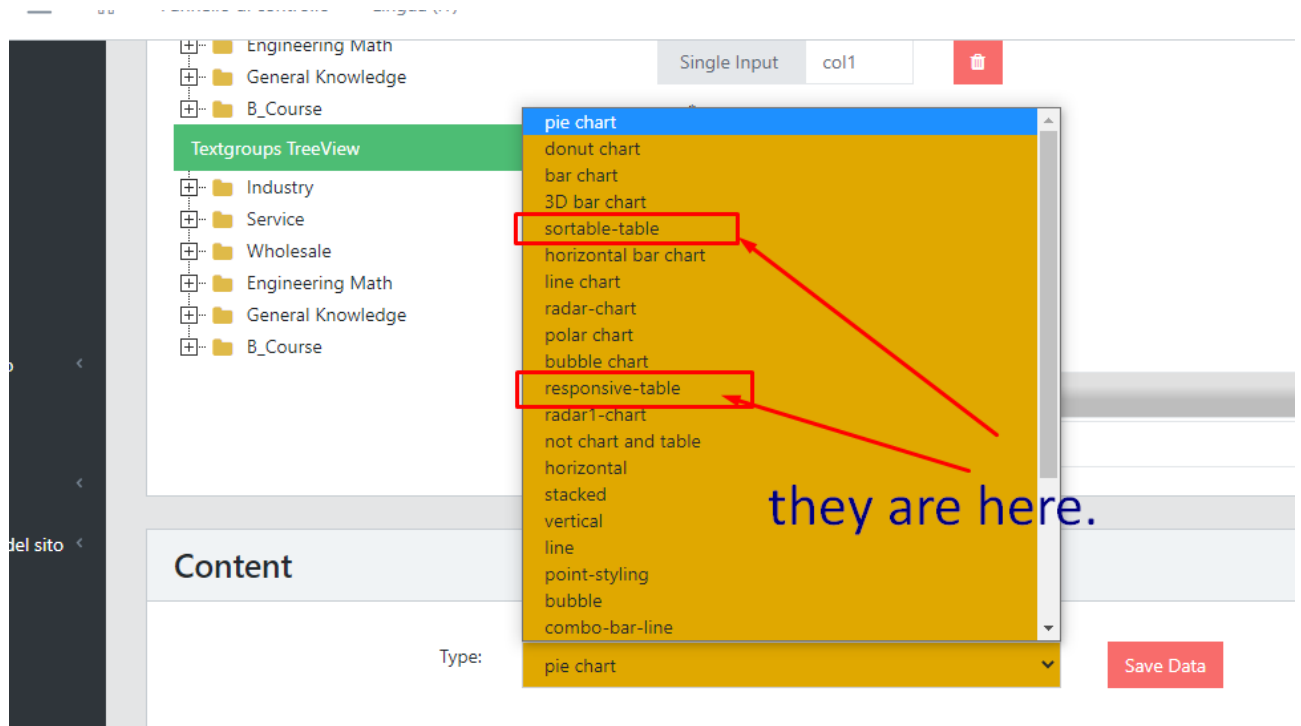 Engineering Math
General Knowledge
B_Course
Textgroups TreeView
Industry
Service
Wholesale
Engineering Math
General Knowledge
B_Course
Single Input col1
pie chart
donut chart
bar chart
3D bar chart
sortable-table
horizontal bar chart
line chart
radar-chart
polar chart
bubble chart
responsive-table
radar1-chart
not chart and table
horizontal
stacked
vertical
line
point-styling
bubble
combo-bar-line
they are here.
del sito
Content
Type:
pie chart
Save Data